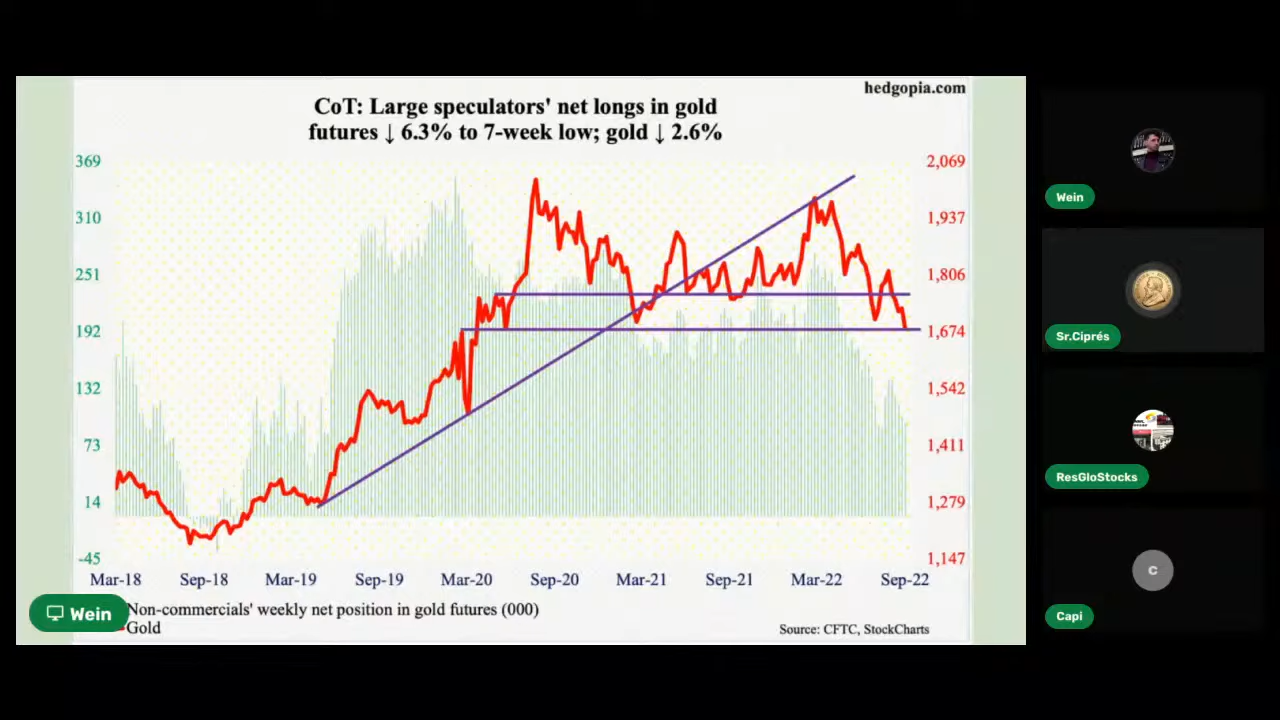 hedgopia.com
CoT: Large speculators' net longs in gold
futures ↓ 6.3% to 7-week low; gold ↓ 2.6%
369
310
251
192
132
73
14
-45
2,069
1,937
1,806
1,674
1,542
1,411
1,279
1,147
Mar-18 Sep-18 Mar-19 Sep-19 Mar-20 Sep-20 Mar-21 Sep-21 Mar-22 Sep-22
Non-commercials' weekly net position in gold futures (000)
Gold
Source: CFTC, StockCharts
Wein
Wein
Sr.Ciprés
ResGloStocks
C
Capi